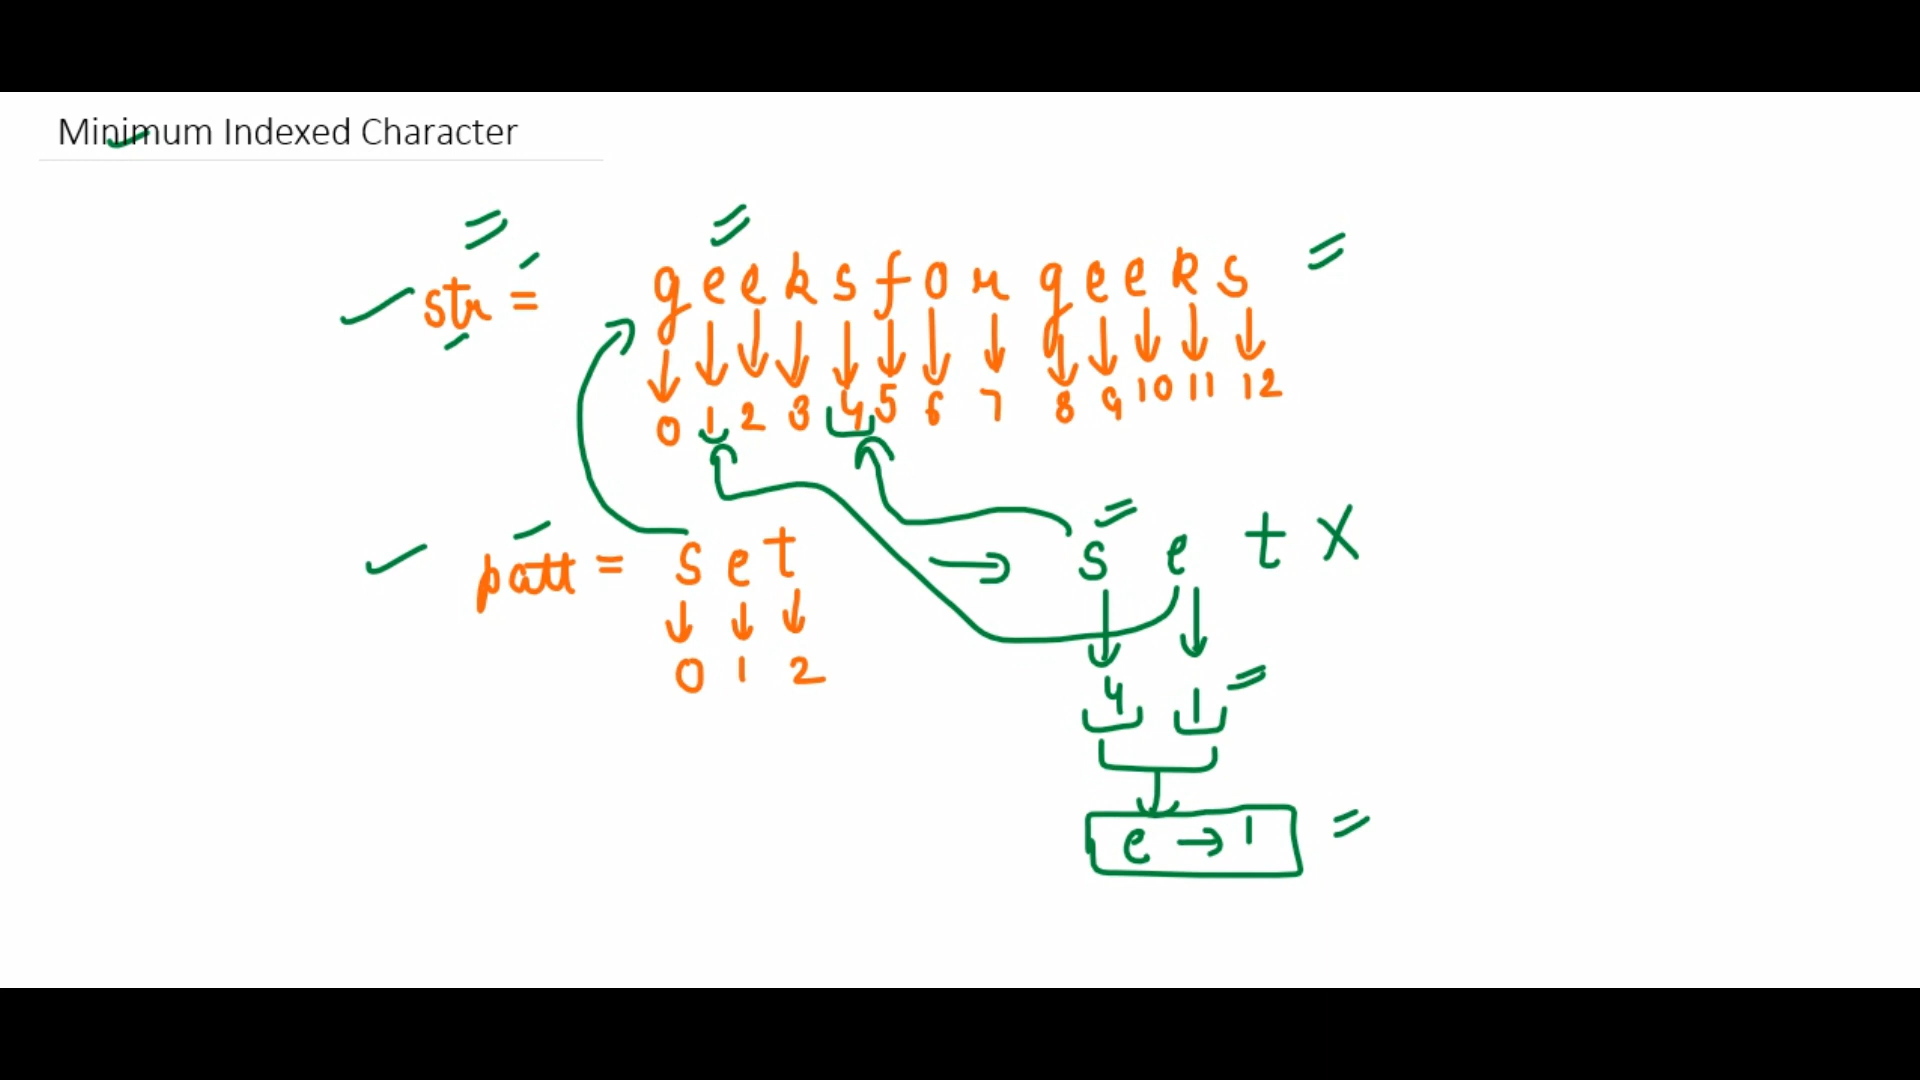 Minimum Indexed Character
str = geeksforgeeks
0 1 2 3 4 5 6 7 8 9 10 11 12
patt = set
s e t X
0 1 2
4 1
e → 1